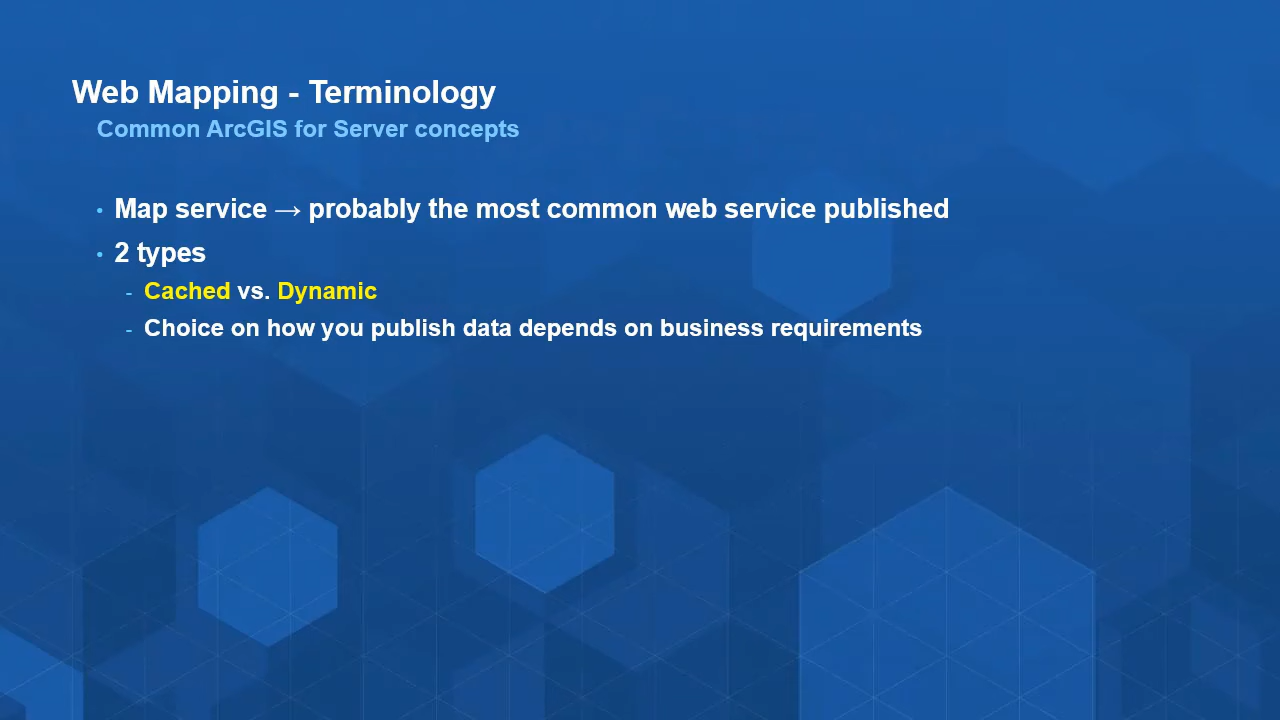 Web Mapping - Terminology
Common ArcGIS for Server concepts
• Map service → probably the most common web service published
• 2 types
- Cached vs. Dynamic
- Choice on how you publish data depends on business requirements